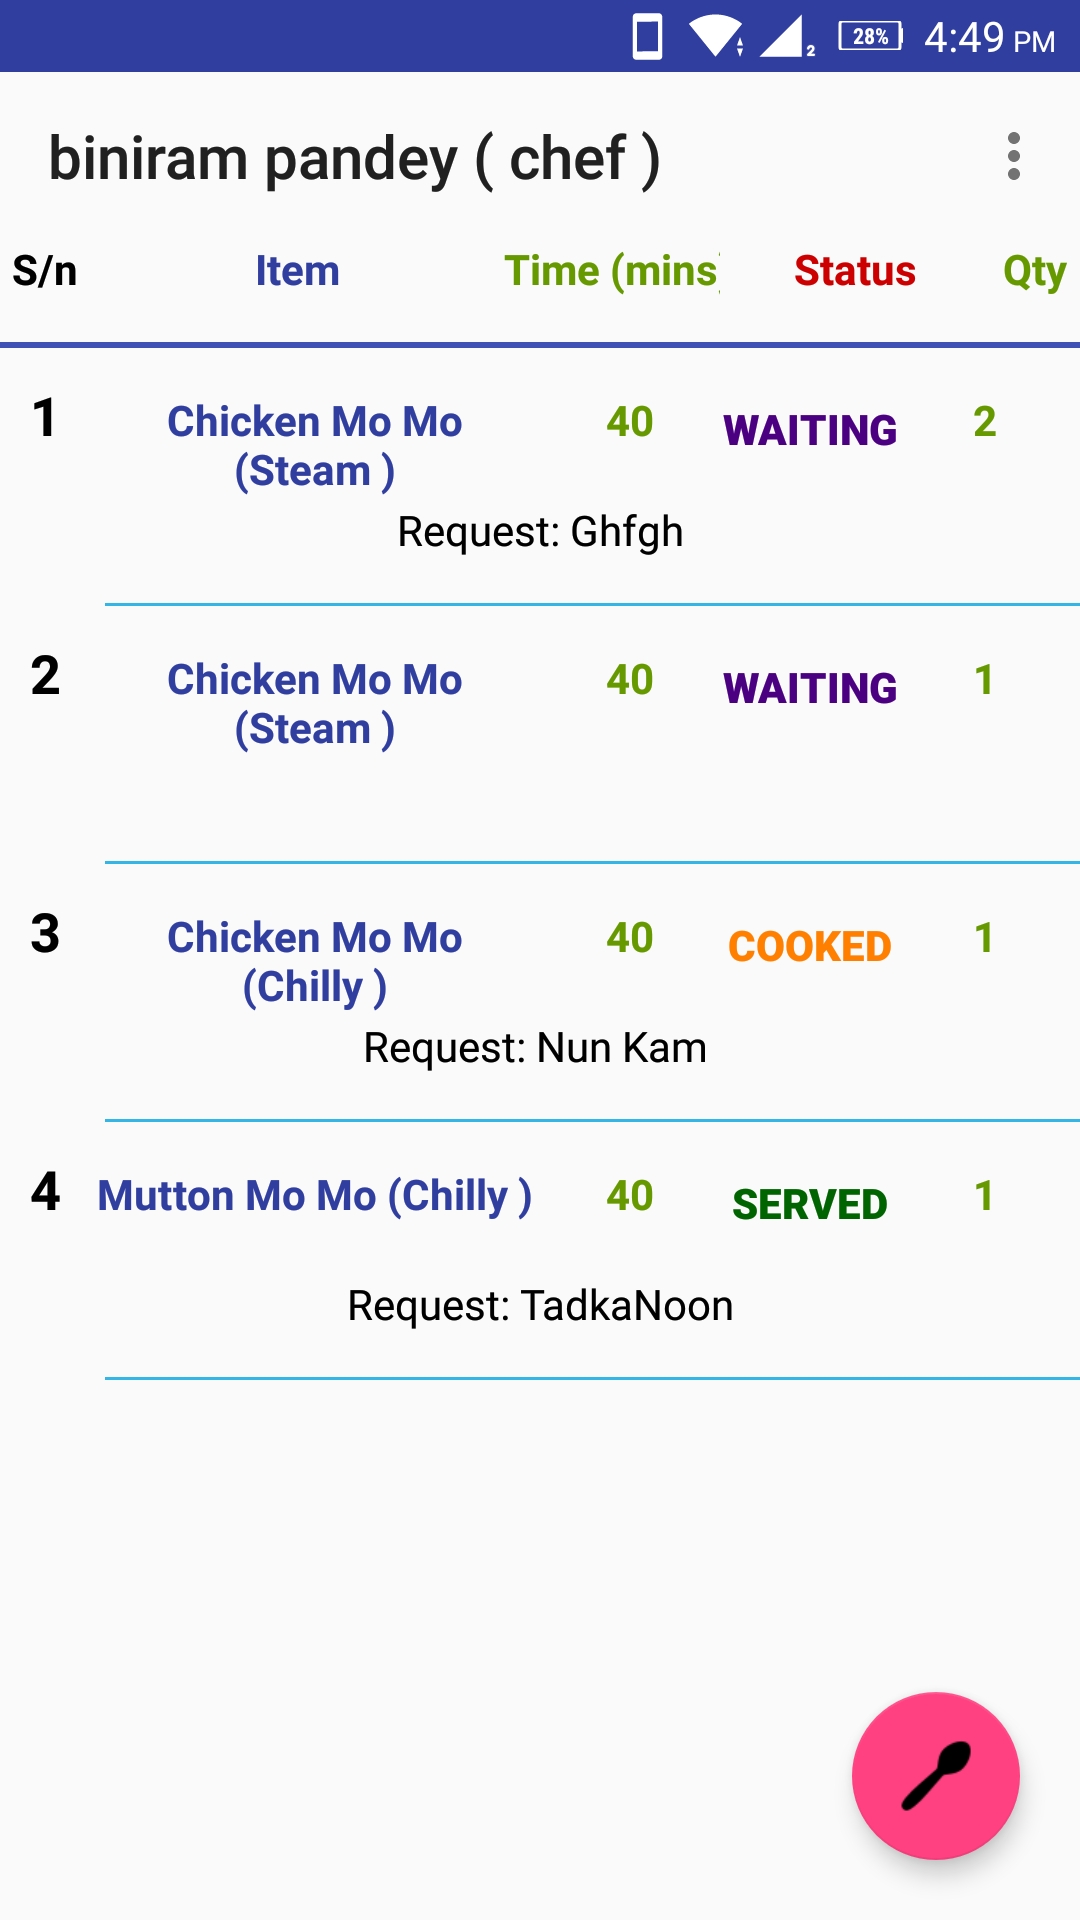 2 28% 4:49 PM
biniram pandey ( chef )
S/n Item Time (mins) Status Qty
1 Chicken Mo Mo 40 WAITING 2
(Steam )
Request: Ghfgh
2 Chicken Mo Mo 40 WAITING 1
(Steam )
3 Chicken Mo Mo 40 COOKED 1
(Chilly )
Request: Nun Kam
4 Mutton Mo Mo (Chilly ) 40 SERVED 1
Request: TadkaNoon